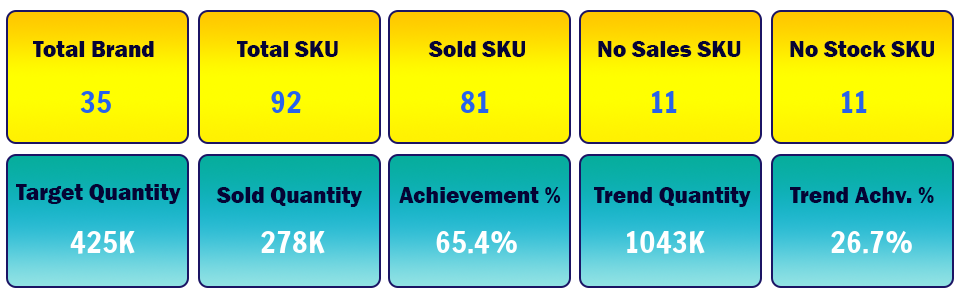 Total Brand
35
Total SKU
92
Sold SKU
81
No Sales SKU
11
No Stock SKU
11
Target Quantity
425K
Sold Quantity
278K
Achievement %
65.4%
Trend Quantity
1043K
Trend Achv. %
26.7%